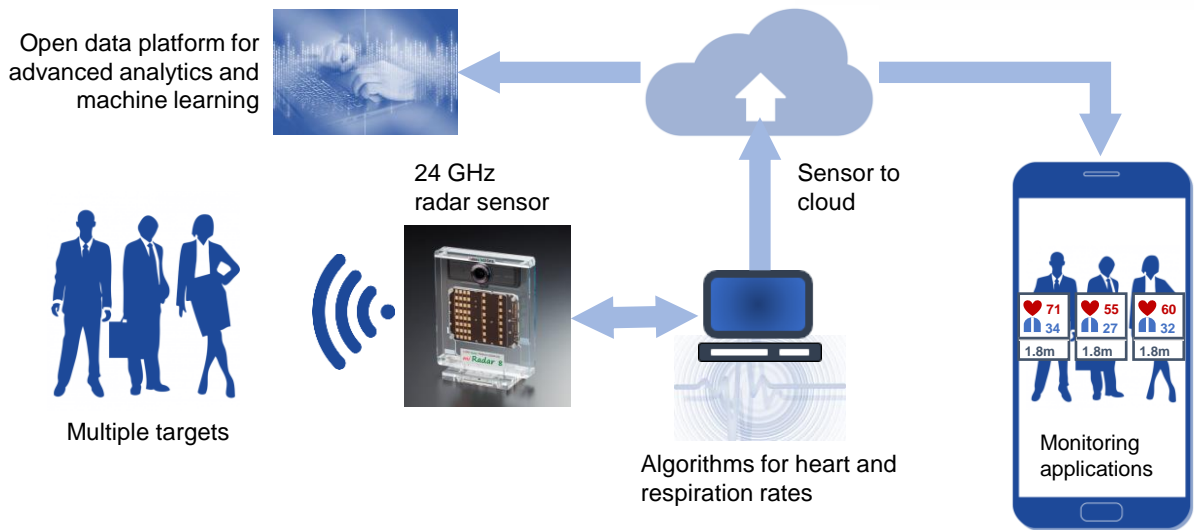 Open data platform for
advanced analytics and
machine learning
24 GHz
radar sensor
Sensor to
cloud
Multiple targets
miRadar 8
Algorithms for heart and
respiration rates
71
34
1.8m
55
27
1.8m
60
32
1.8m
Monitoring
applications